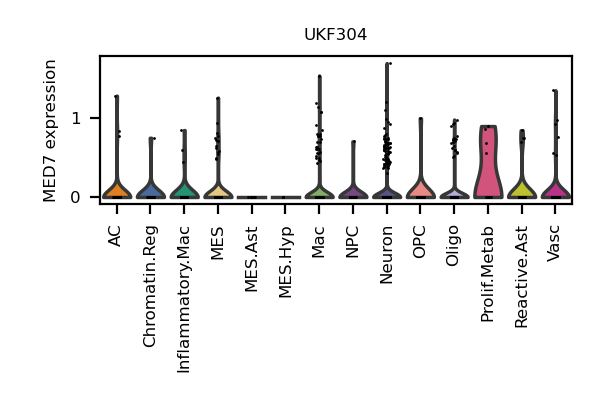 UKF304
MED7 expression
1
0
AC
Chromatin.Reg
Inflammatory.Mac
MES
MES.Ast
MES.Hyp
Mac
NPC
Neuron
OPC
Oligo
Prolif.Metab
Reactive.Ast
Vasc